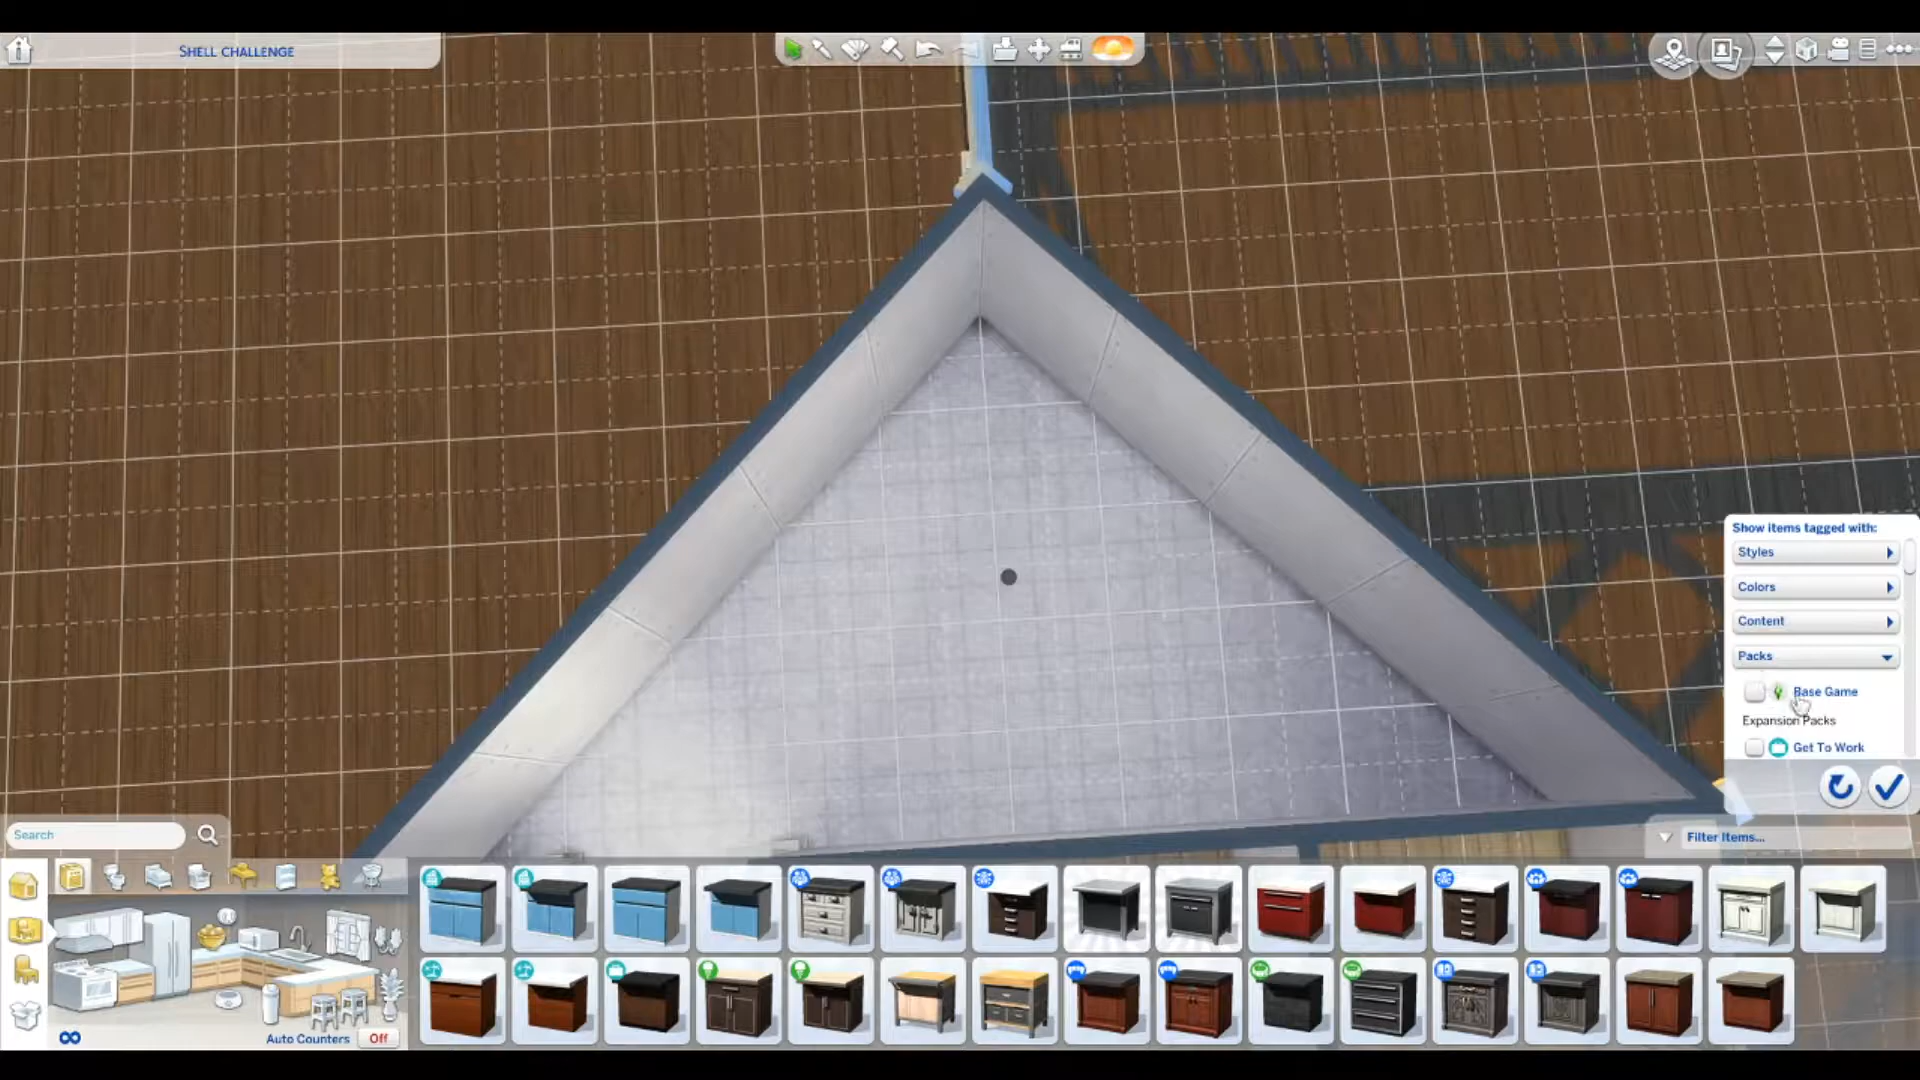 SHELL CHALLENGE
Show items tagged with:
Styles
Colors
Content
Packs
Base Game
Expansion Packs
Get To Work
Search
Filter Items...
Auto Counters Off